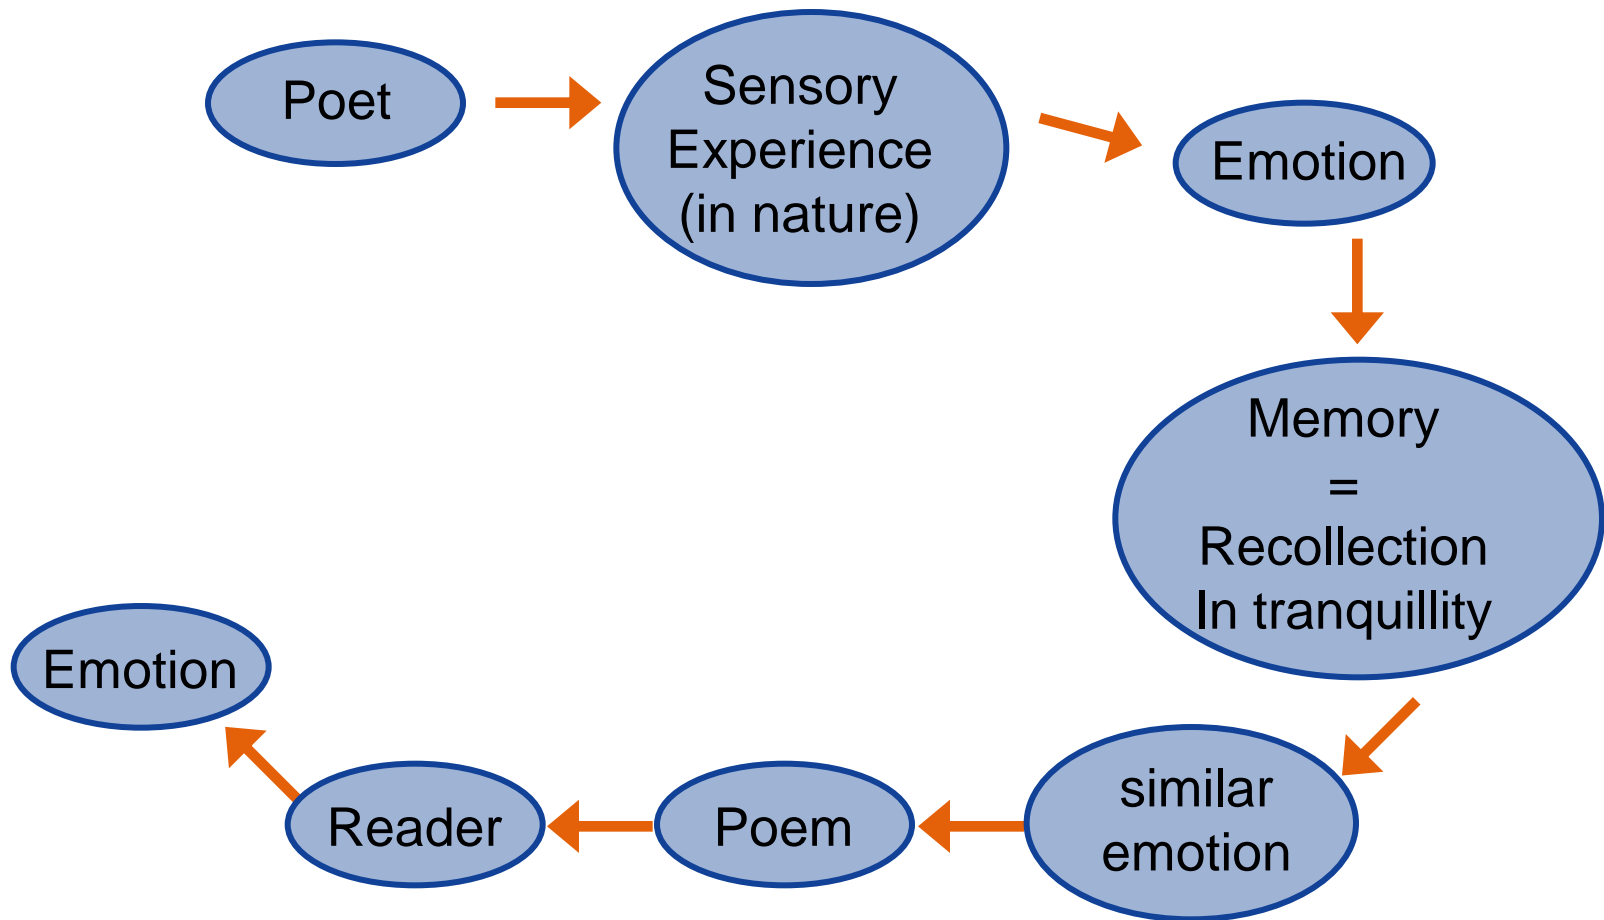 Poet
Sensory
Experience
(in nature)
Emotion
Memory
=
Recollection
In tranquillity
similar
emotion
Poem
Reader
Emotion